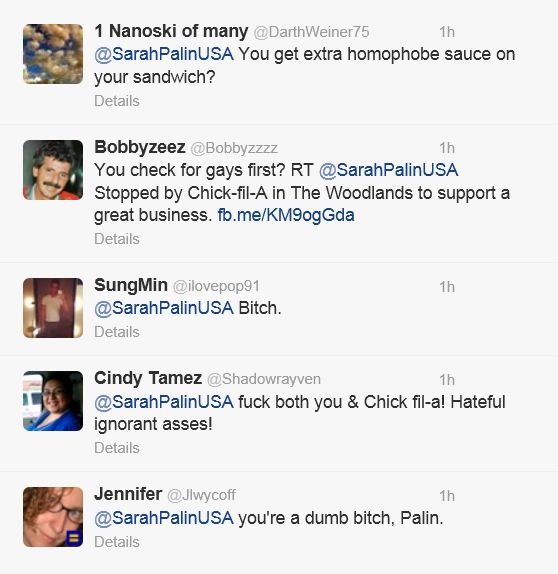 1 Nanoski of many @DarthWeiner75 1h
@SarahPalinUSA You get extra homophobe sauce on
your sandwich?
Details
Bobbyzeez @Bobbyzzzz 1h
You check for gays first? RT @SarahPalinUSA
Stopped by Chick-fil-A in The Woodlands to support a
great business. fb.me/KM9ogGda
Details
SungMin @ilovepop91 1h
@SarahPalinUSA Bitch.
Details
Cindy Tamez @Shadowrayven 1h
@SarahPalinUSA fuck both you & Chick fil-a! Hateful
ignorant asses!
Details
Jennifer @Jlwycoff 1h
@SarahPalinUSA you're a dumb bitch, Palin.
Details